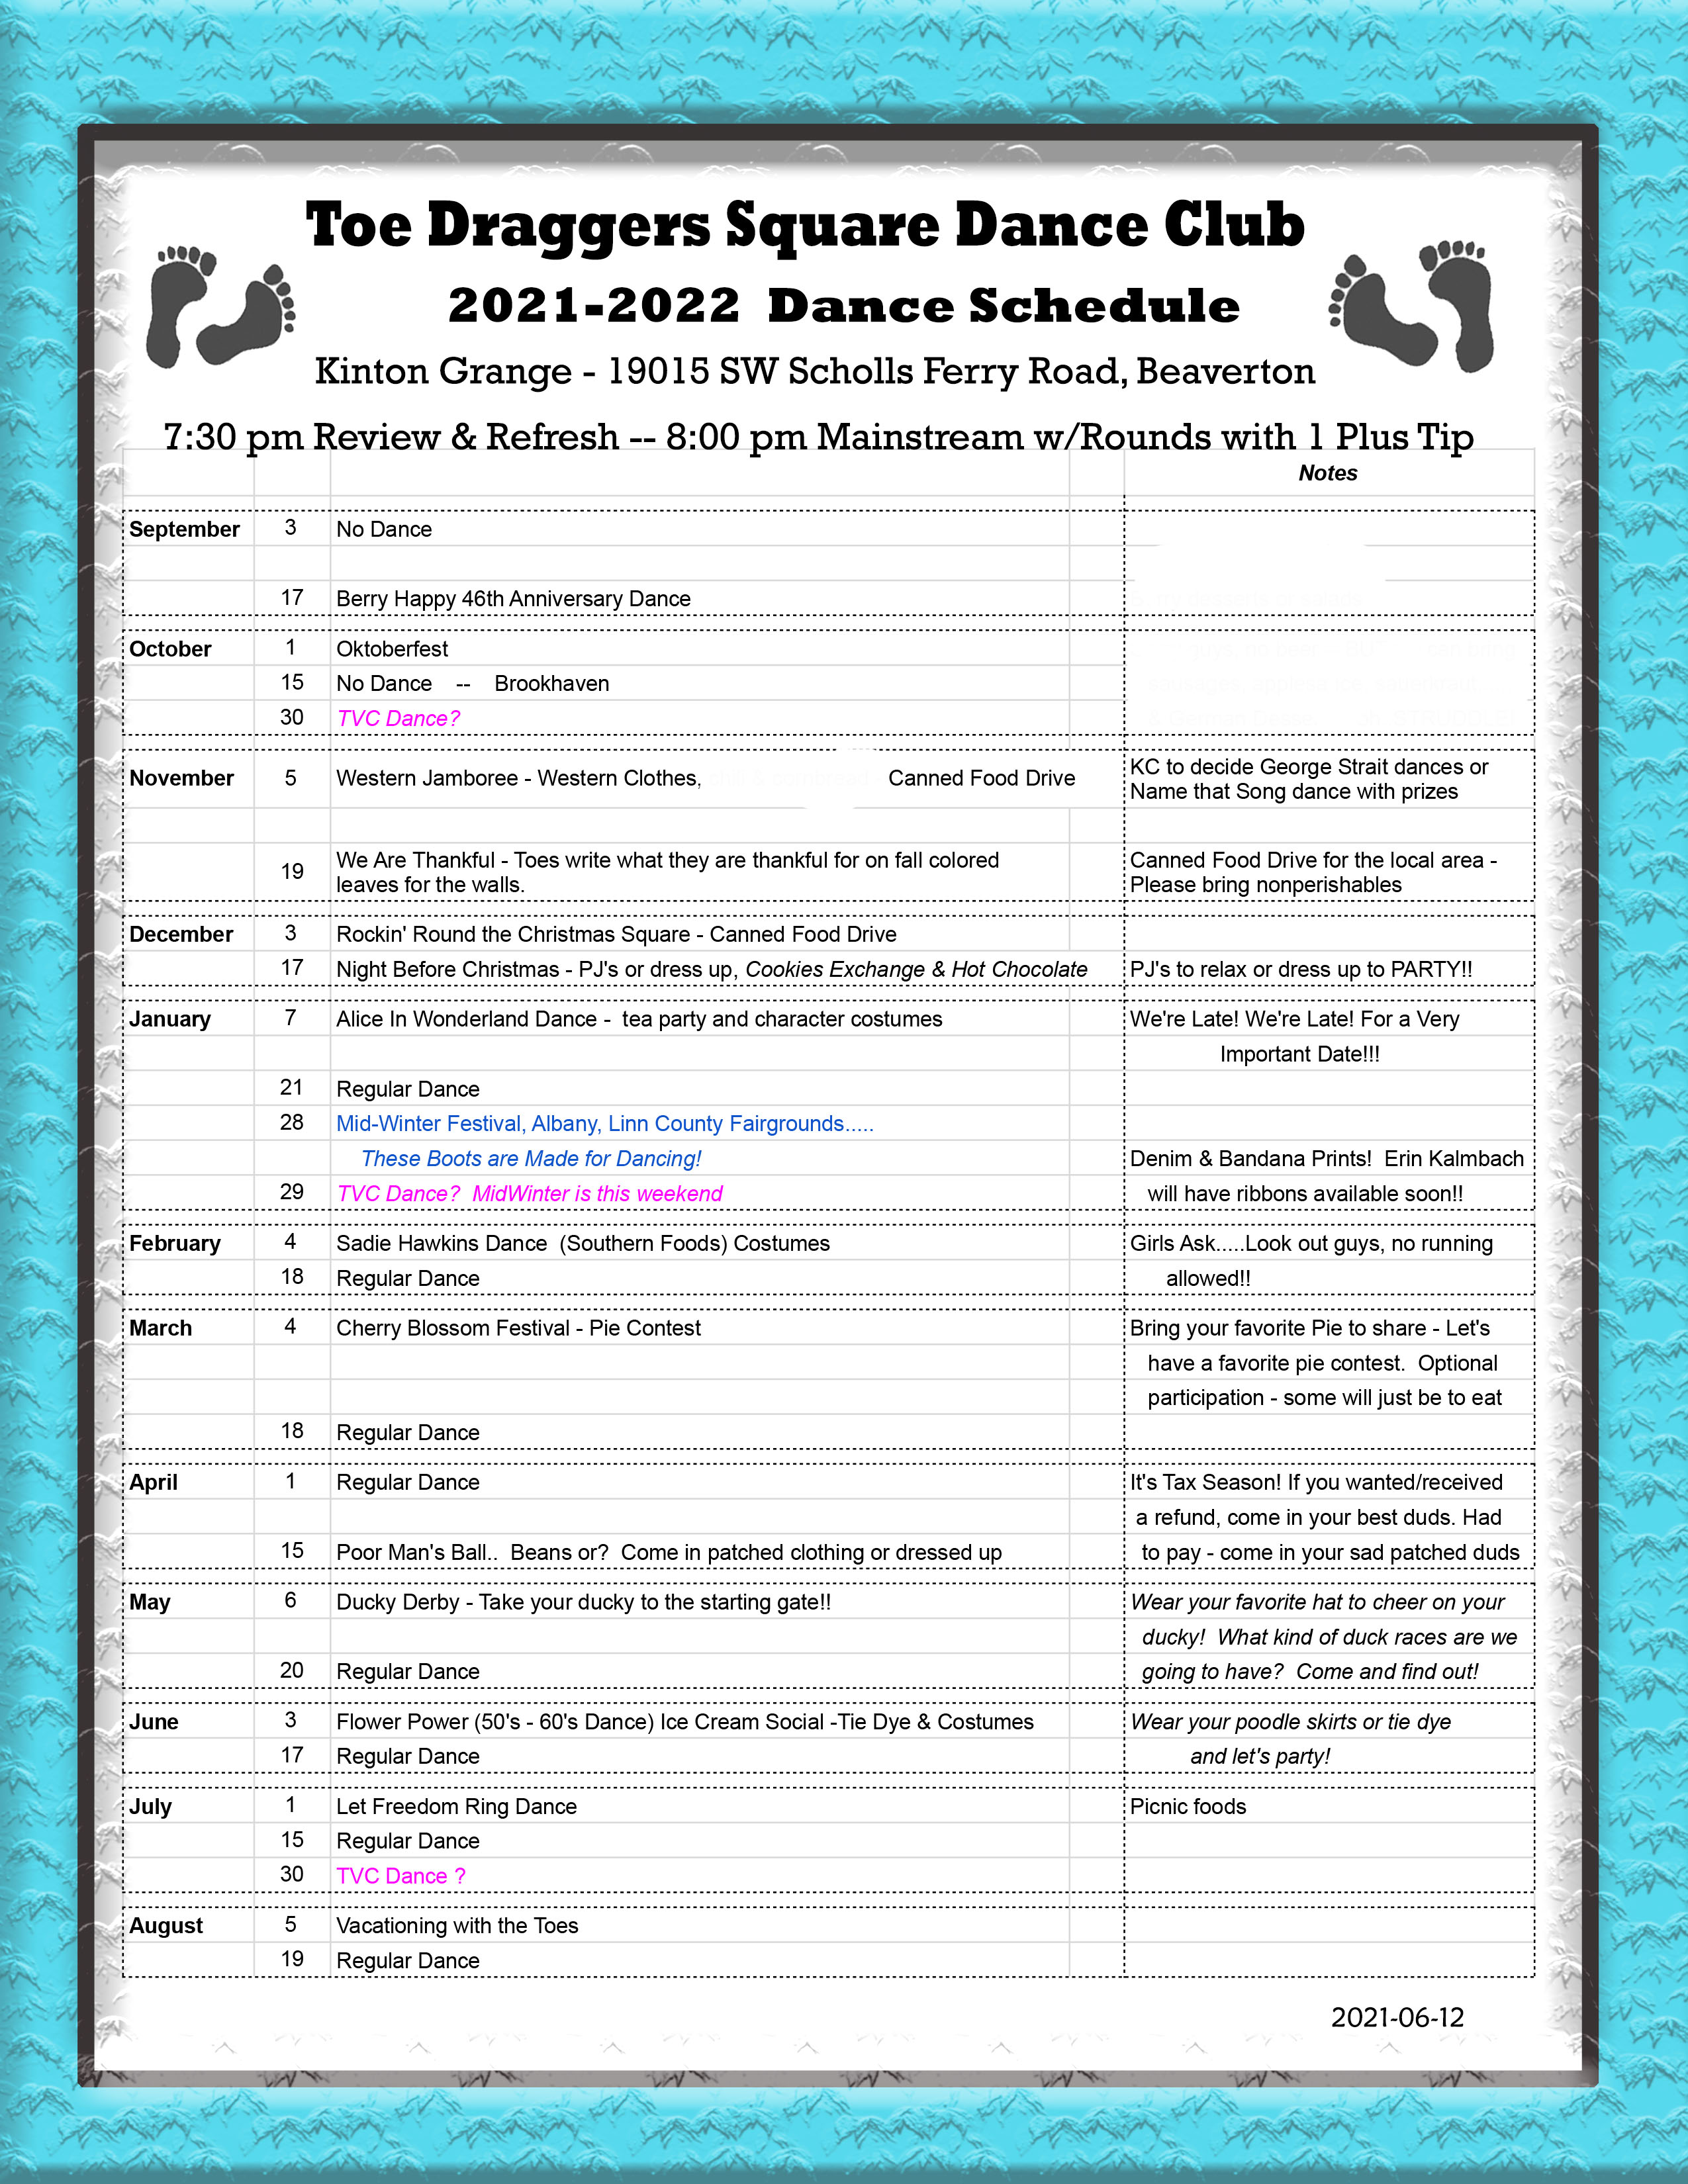 Toe Draggers Square Dance Club
2021-2022 Dance Schedule
Kinton Grange - 19015 SW Scholls Ferry Road, Beaverton
7:30 pm Review & Refresh -- 8:00 pm Mainstream w/Rounds with 1 Plus Tip
Notes
September 3 No Dance
17 Berry Happy 46th Anniversary Dance
October 1 Oktoberfest
15 No Dance -- Brookhaven
30 TVC Dance?
November 5 Western Jamboree - Western Clothes, Canned Food Drive
KC to decide George Strait dances or
Name that Song dance with prizes
19 We Are Thankful - Toes write what they are thankful for on fall colored
leaves for the walls.
Canned Food Drive for the local area -
Please bring nonperishables
December 3 Rockin' Round the Christmas Square - Canned Food Drive
17 Night Before Christmas - PJ's or dress up, Cookies Exchange & Hot Chocolate PJ's to relax or dress up to PARTY!!
January 7 Alice In Wonderland Dance - tea party and character costumes We're Late! We're Late! For a Very
Important Date!!!
21 Regular Dance
28 Mid-Winter Festival, Albany, Linn County Fairgrounds.....
These Boots are Made for Dancing! Denim & Bandana Prints! Erin Kalmbach
29 TVC Dance? MidWinter is this weekend will have ribbons available soon!!
February 4 Sadie Hawkins Dance (Southern Foods) Costumes Girls Ask.....Look out guys, no running
18 Regular Dance allowed!!
March 4 Cherry Blossom Festival - Pie Contest Bring your favorite Pie to share - Let's
have a favorite pie contest. Optional
participation - some will just be to eat
18 Regular Dance
April 1 Regular Dance It's Tax Season! If you wanted/received
a refund, come in your best duds. Had
15 Poor Man's Ball.. Beans or? Come in patched clothing or dressed up to pay - come in your sad patched duds
May 6 Ducky Derby - Take your ducky to the starting gate!! Wear your favorite hat to cheer on your
ducky! What kind of duck races are we
20 Regular Dance going to have? Come and find out!
June 3 Flower Power (50's - 60's Dance) Ice Cream Social -Tie Dye & Costumes Wear your poodle skirts or tie dye
17 Regular Dance and let's party!
July 1 Let Freedom Ring Dance Picnic foods
15 Regular Dance
30 TVC Dance ?
August 5 Vacationing with the Toes
19 Regular Dance
2021-06-12